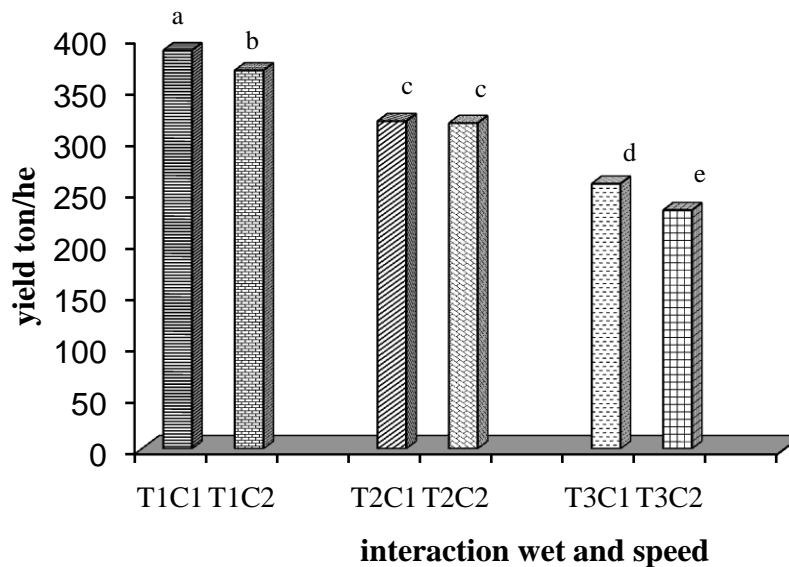 a
b
c
c
d
e
400
350
300
250
200
150
100
50
0
yield ton/he
T1C1 T1C2 T2C1 T2C2 T3C1 T3C2
interaction wet and speed